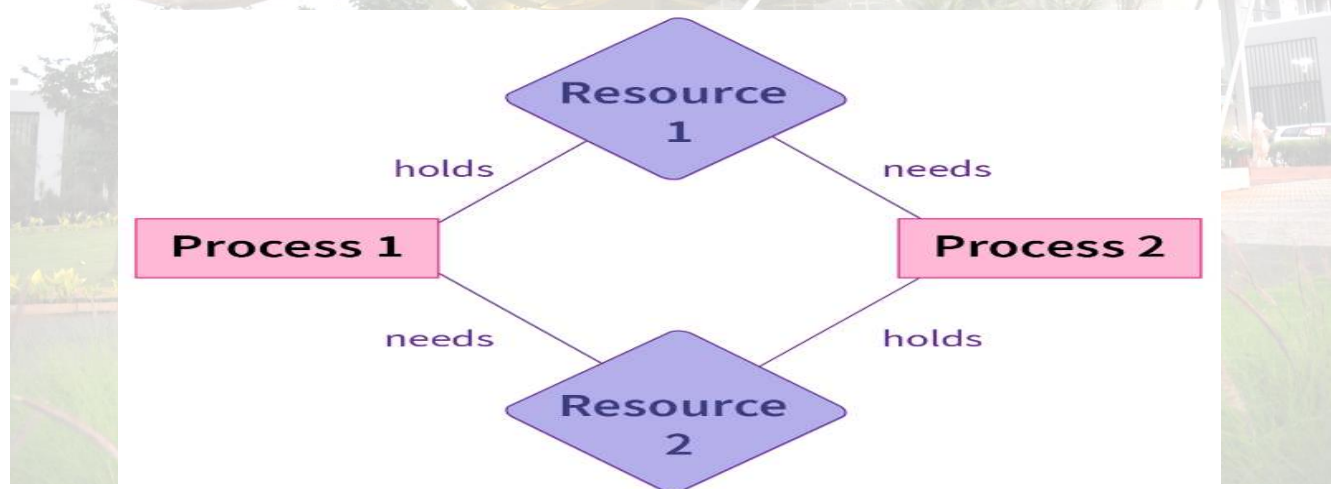 Resource
1
holds
needs
Process 1
Process 2
needs
holds
Resource
2